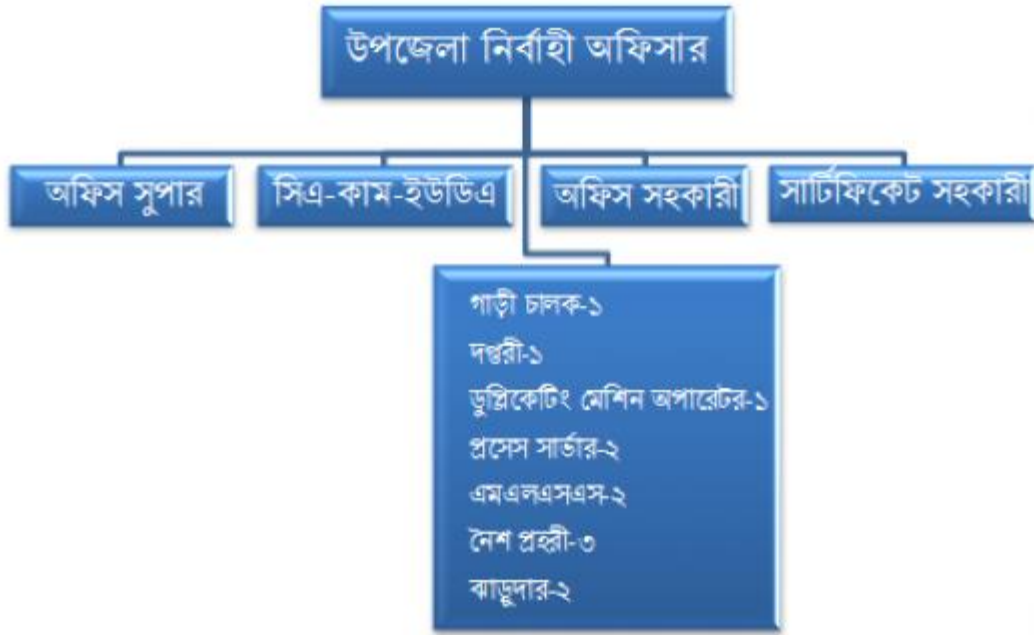 উপজেলা নির্বাহী অফিসার
অফিস সুপার
সিএ-কাম-ইউডিএ
অফিস সহকারী
সার্টিফিকেট সহকারী
গাড়ী চালক-১
দপ্তরী-১
ডুপ্লিকেটিং মেশিন অপারেটর-১
প্রসেস সার্ভার-২
এমএলএসএস-২
নৈশ প্রহরী-৩
ঝাড়ুদার-২